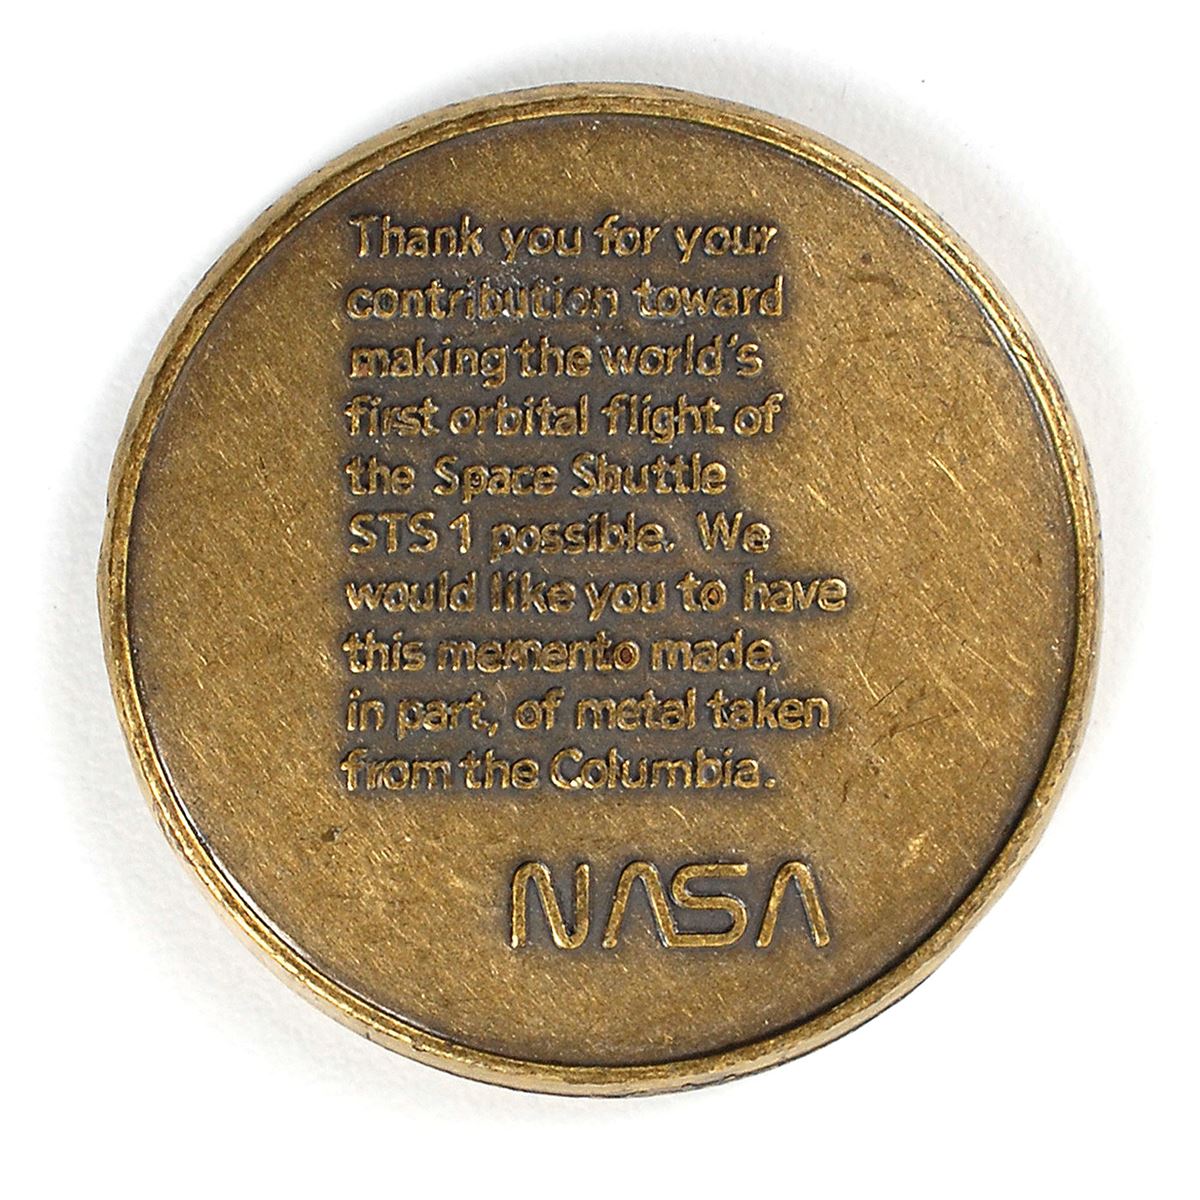 Thank you for your
contribution toward
making the world's
first orbital flight of
the Space Shuttle
STS 1 possible. We
would like you to have
this memento made,
in part, of metal taken
from the Columbia.
NASA